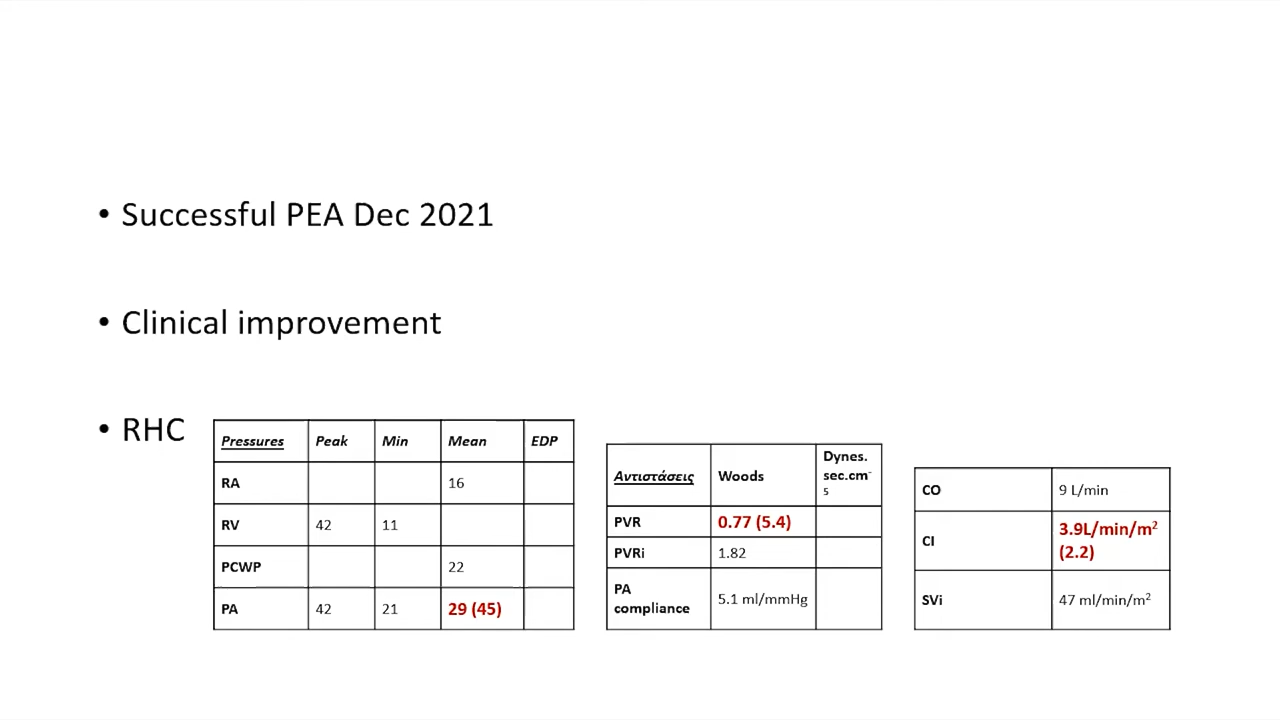 • Successful PEA Dec 2021
• Clinical improvement
• RHC
Pressures Peak Min Mean EDP
RA 16
RV 42 11
PCWP 22
PA 42 21 29 (45)
Αντιστάσεις Woods Dynes.
sec.cm-
5
PVR 0.77 (5.4)
PVRi 1.82
PA
compliance 5.1 ml/mmHg
CO 9 L/min
CI 3.9L/min/m²
(2.2)
SVi 47 ml/min/m²